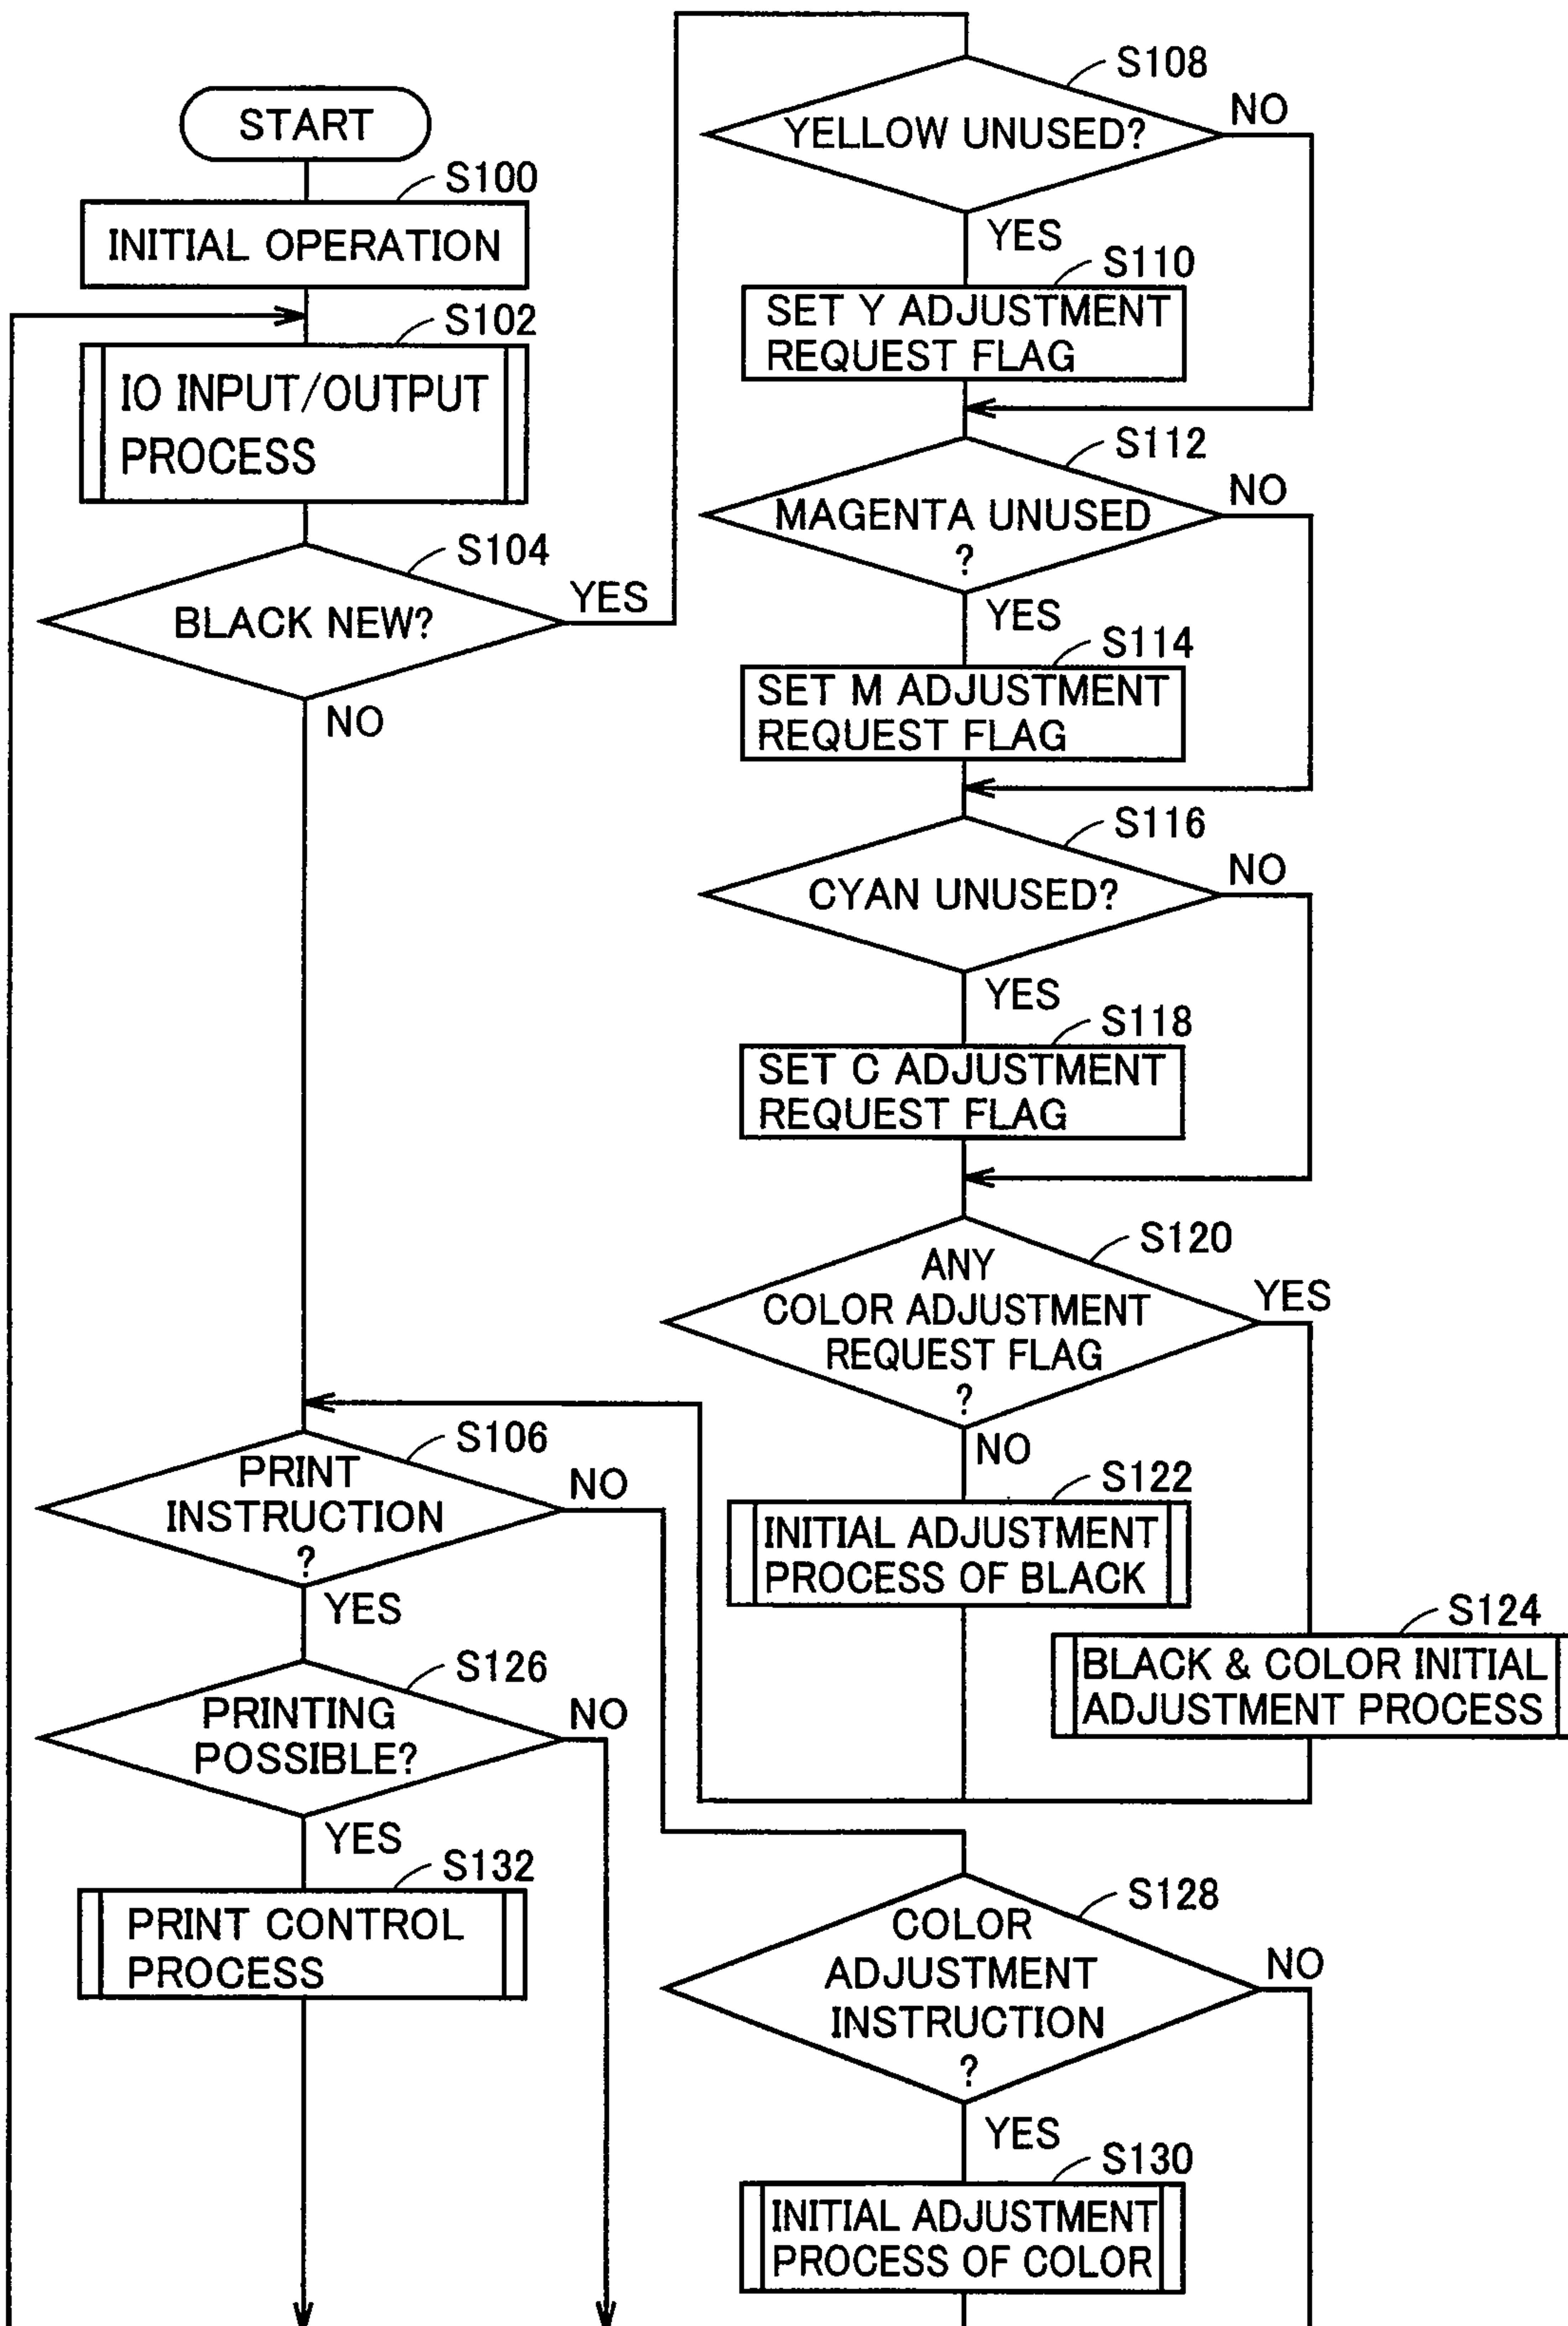 START
S100
INITIAL OPERATION
S102
IO INPUT/OUTPUT
PROCESS
S104
BLACK NEW?
YES
NO
S108
YELLOW UNUSED?
NO
YES
S110
SET Y ADJUSTMENT
REQUEST FLAG
S112
MAGENTA UNUSED
?
NO
YES
S114
SET M ADJUSTMENT
REQUEST FLAG
S116
CYAN UNUSED?
NO
YES
S118
SET C ADJUSTMENT
REQUEST FLAG
S120
ANY
COLOR ADJUSTMENT
REQUEST FLAG
?
YES
NO
S122
INITIAL ADJUSTMENT
PROCESS OF BLACK
S124
BLACK & COLOR INITIAL
ADJUSTMENT PROCESS
S106
PRINT
INSTRUCTION
?
NO
YES
S126
PRINTING
POSSIBLE?
NO
YES
S132
PRINT CONTROL
PROCESS
S128
COLOR
ADJUSTMENT
INSTRUCTION
?
NO
YES
S130
INITIAL ADJUSTMENT
PROCESS OF COLOR